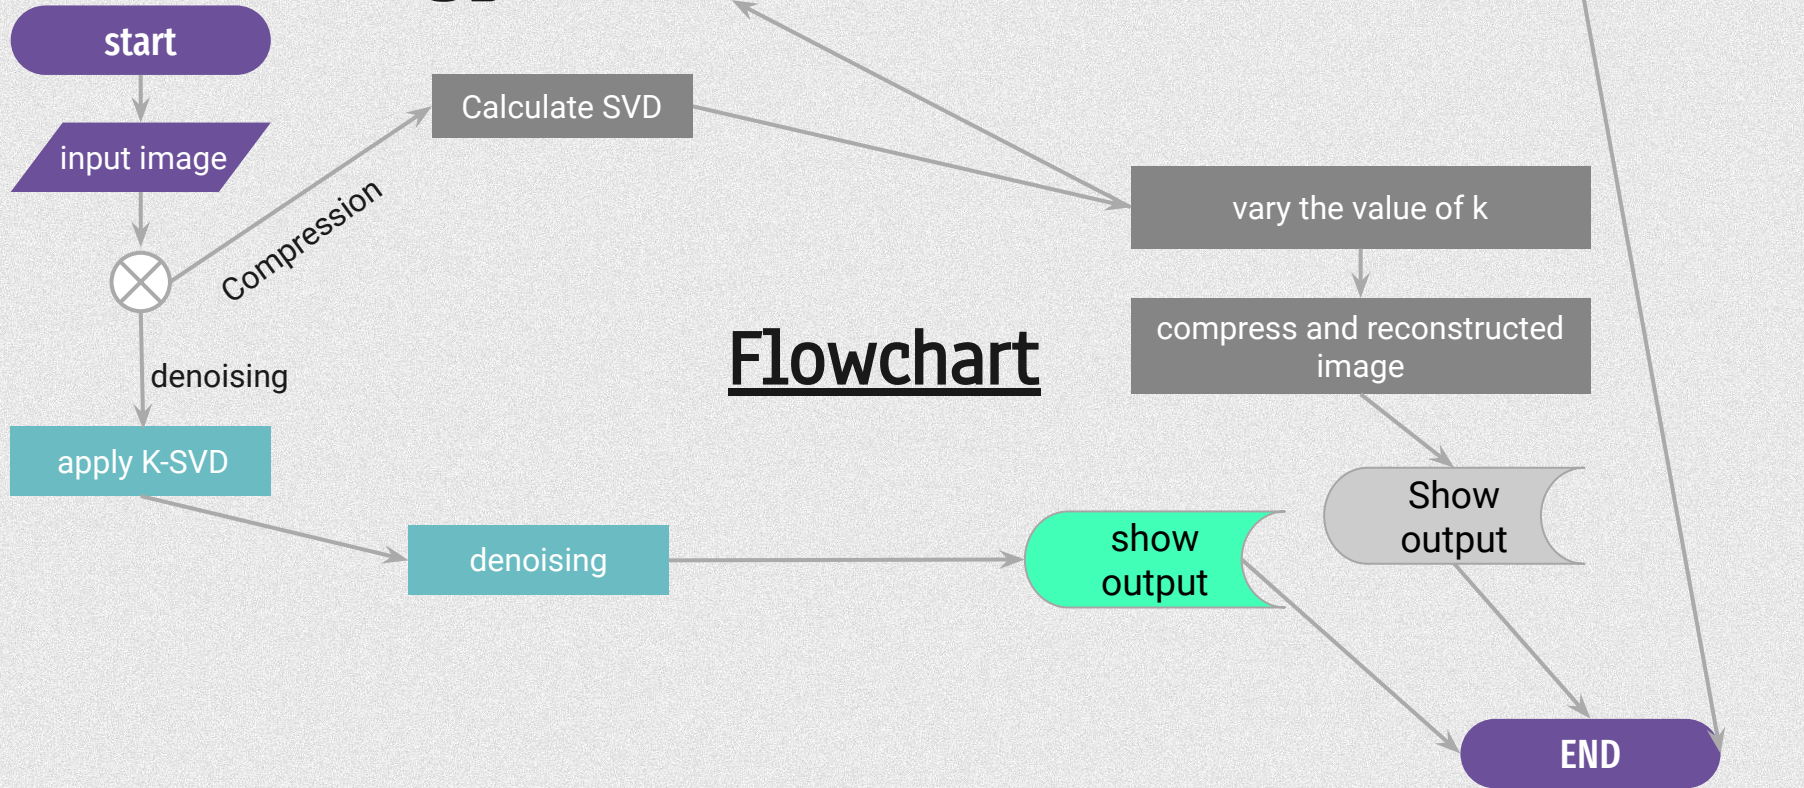 start
input image
Compression
denoising
apply K-SVD
denoising
show
output
Calculate SVD
vary the value of k
compress and reconstructed
image
Show
output
END
Flowchart